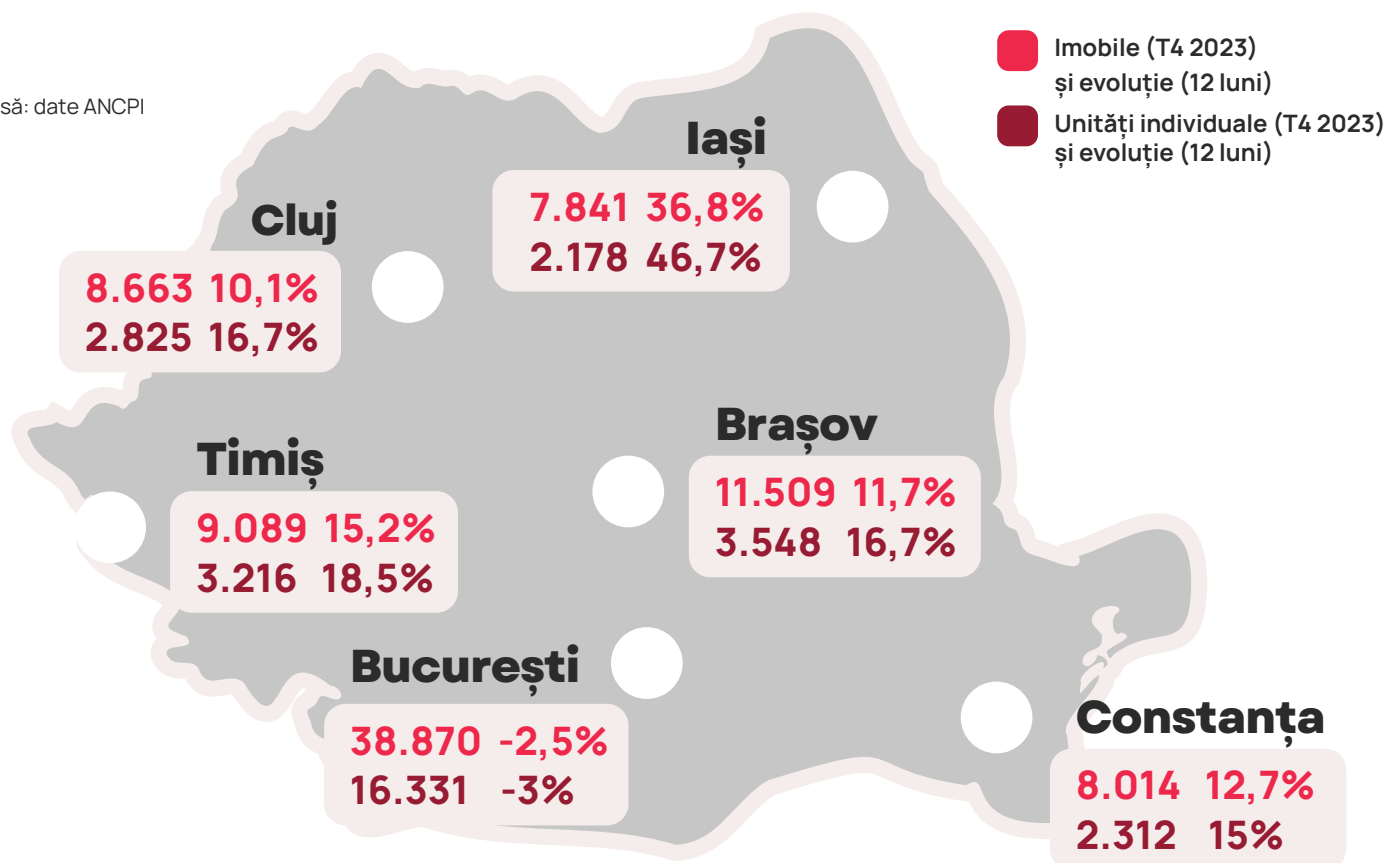 să: date ANCPI
Imobile (T4 2023)
și evoluție (12 luni)
Unități individuale (T4 2023)
și evoluție (12 luni)
Iași
7.841 36,8%
2.178 46,7%
Cluj
8.663 10,1%
2.825 16,7%
Brașov
11.509 11,7%
3.548 16,7%
Timiș
9.089 15,2%
3.216 18,5%
București
38.870 -2,5%
16.331 -3%
Constanța
8.014 12,7%
2.312 15%